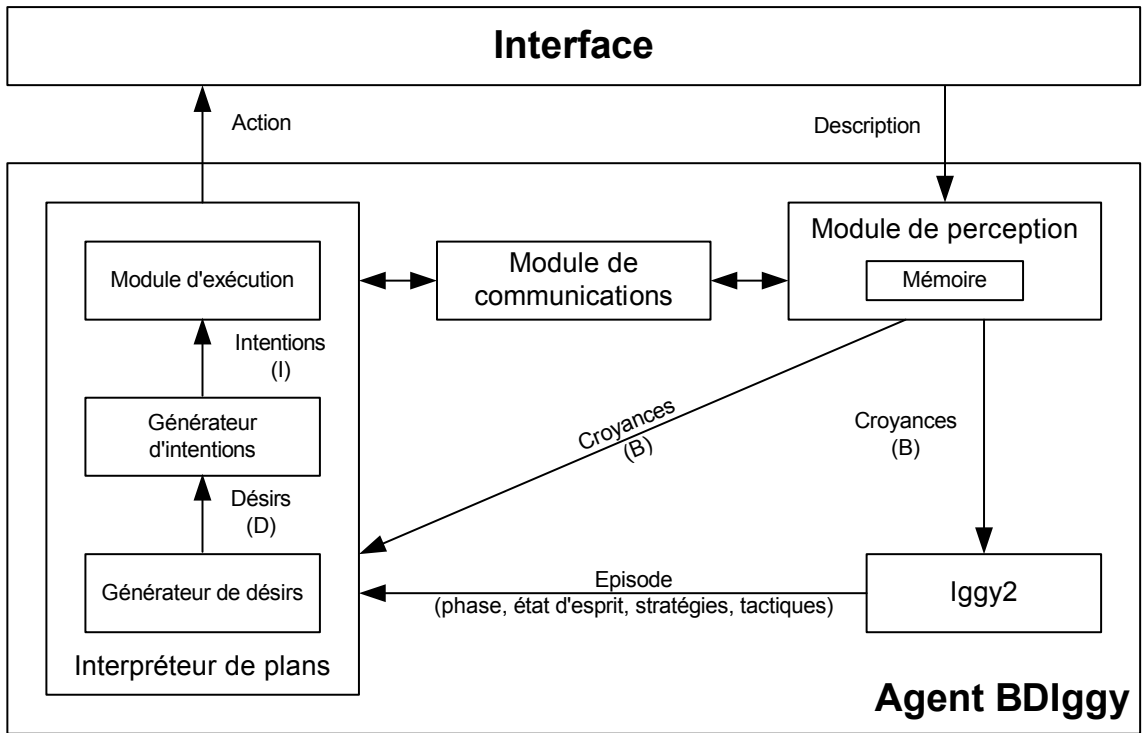 Interface
Action
Description
Module d'exécution
Module de
communications
Module de perception
Mémoire
Intentions
(I)
Générateur
d'intentions
Croyances
(B)
Croyances
(B)
Désirs
(D)
Générateur de désirs
Episode
(phase, état d'esprit, stratégies, tactiques)
Iggy2
Interpréteur de plans
Agent BDIggy